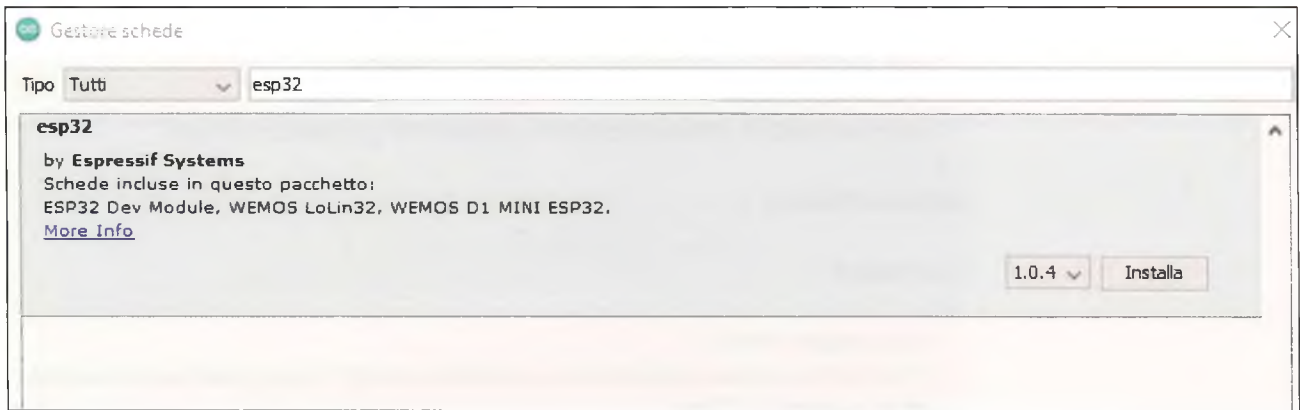 Gestore schede
Tipo Tutti esp32
esp32
by Espressif Systems
Schede incluse in questo pacchetto:
ESP32 Dev Module, WEMOS LoLin32, WEMOS D1 MINI ESP32.
More Info
1.0.4 Installa